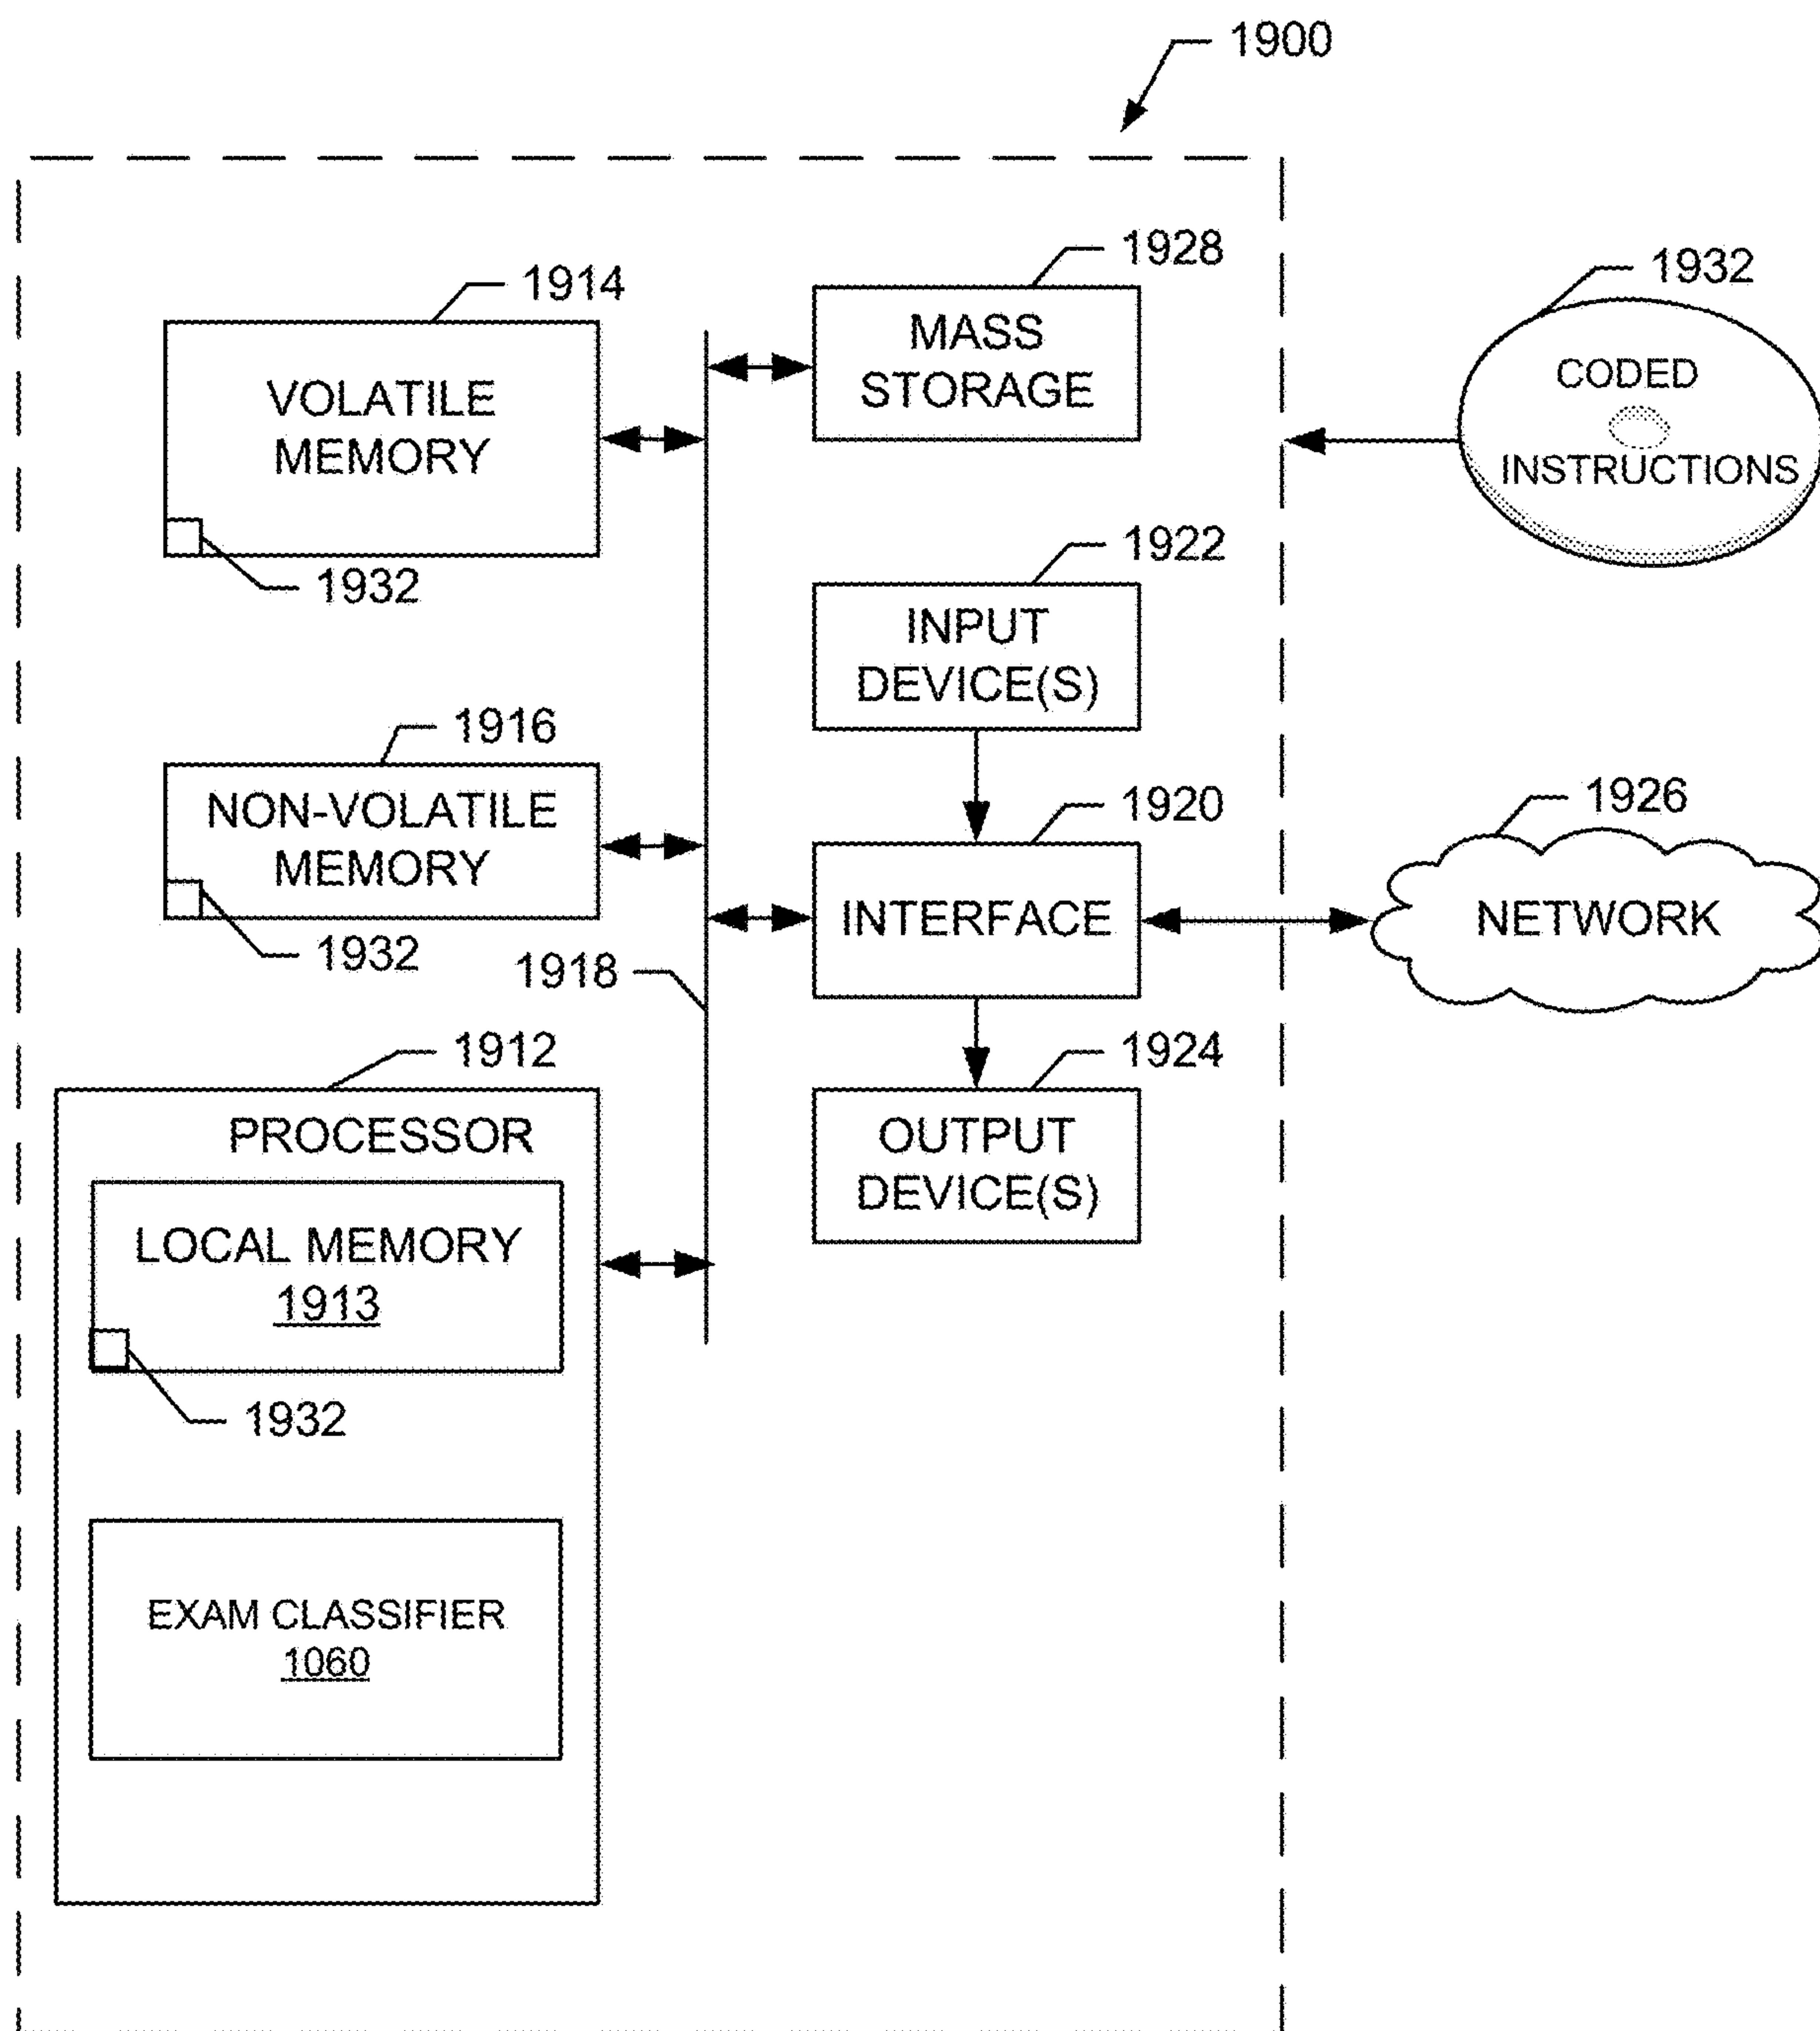 1900
1928
1914
1932
MASS
STORAGE
VOLATILE
MEMORY
CODED
INSTRUCTIONS
1932
1922
INPUT
DEVICE(S)
1916
1920
1926
NON-VOLATILE
MEMORY
INTERFACE
NETWORK
1932
1918
1912
1924
PROCESSOR
OUTPUT
DEVICE(S)
LOCAL MEMORY
1913
1932
EXAM CLASSIFIER
1060